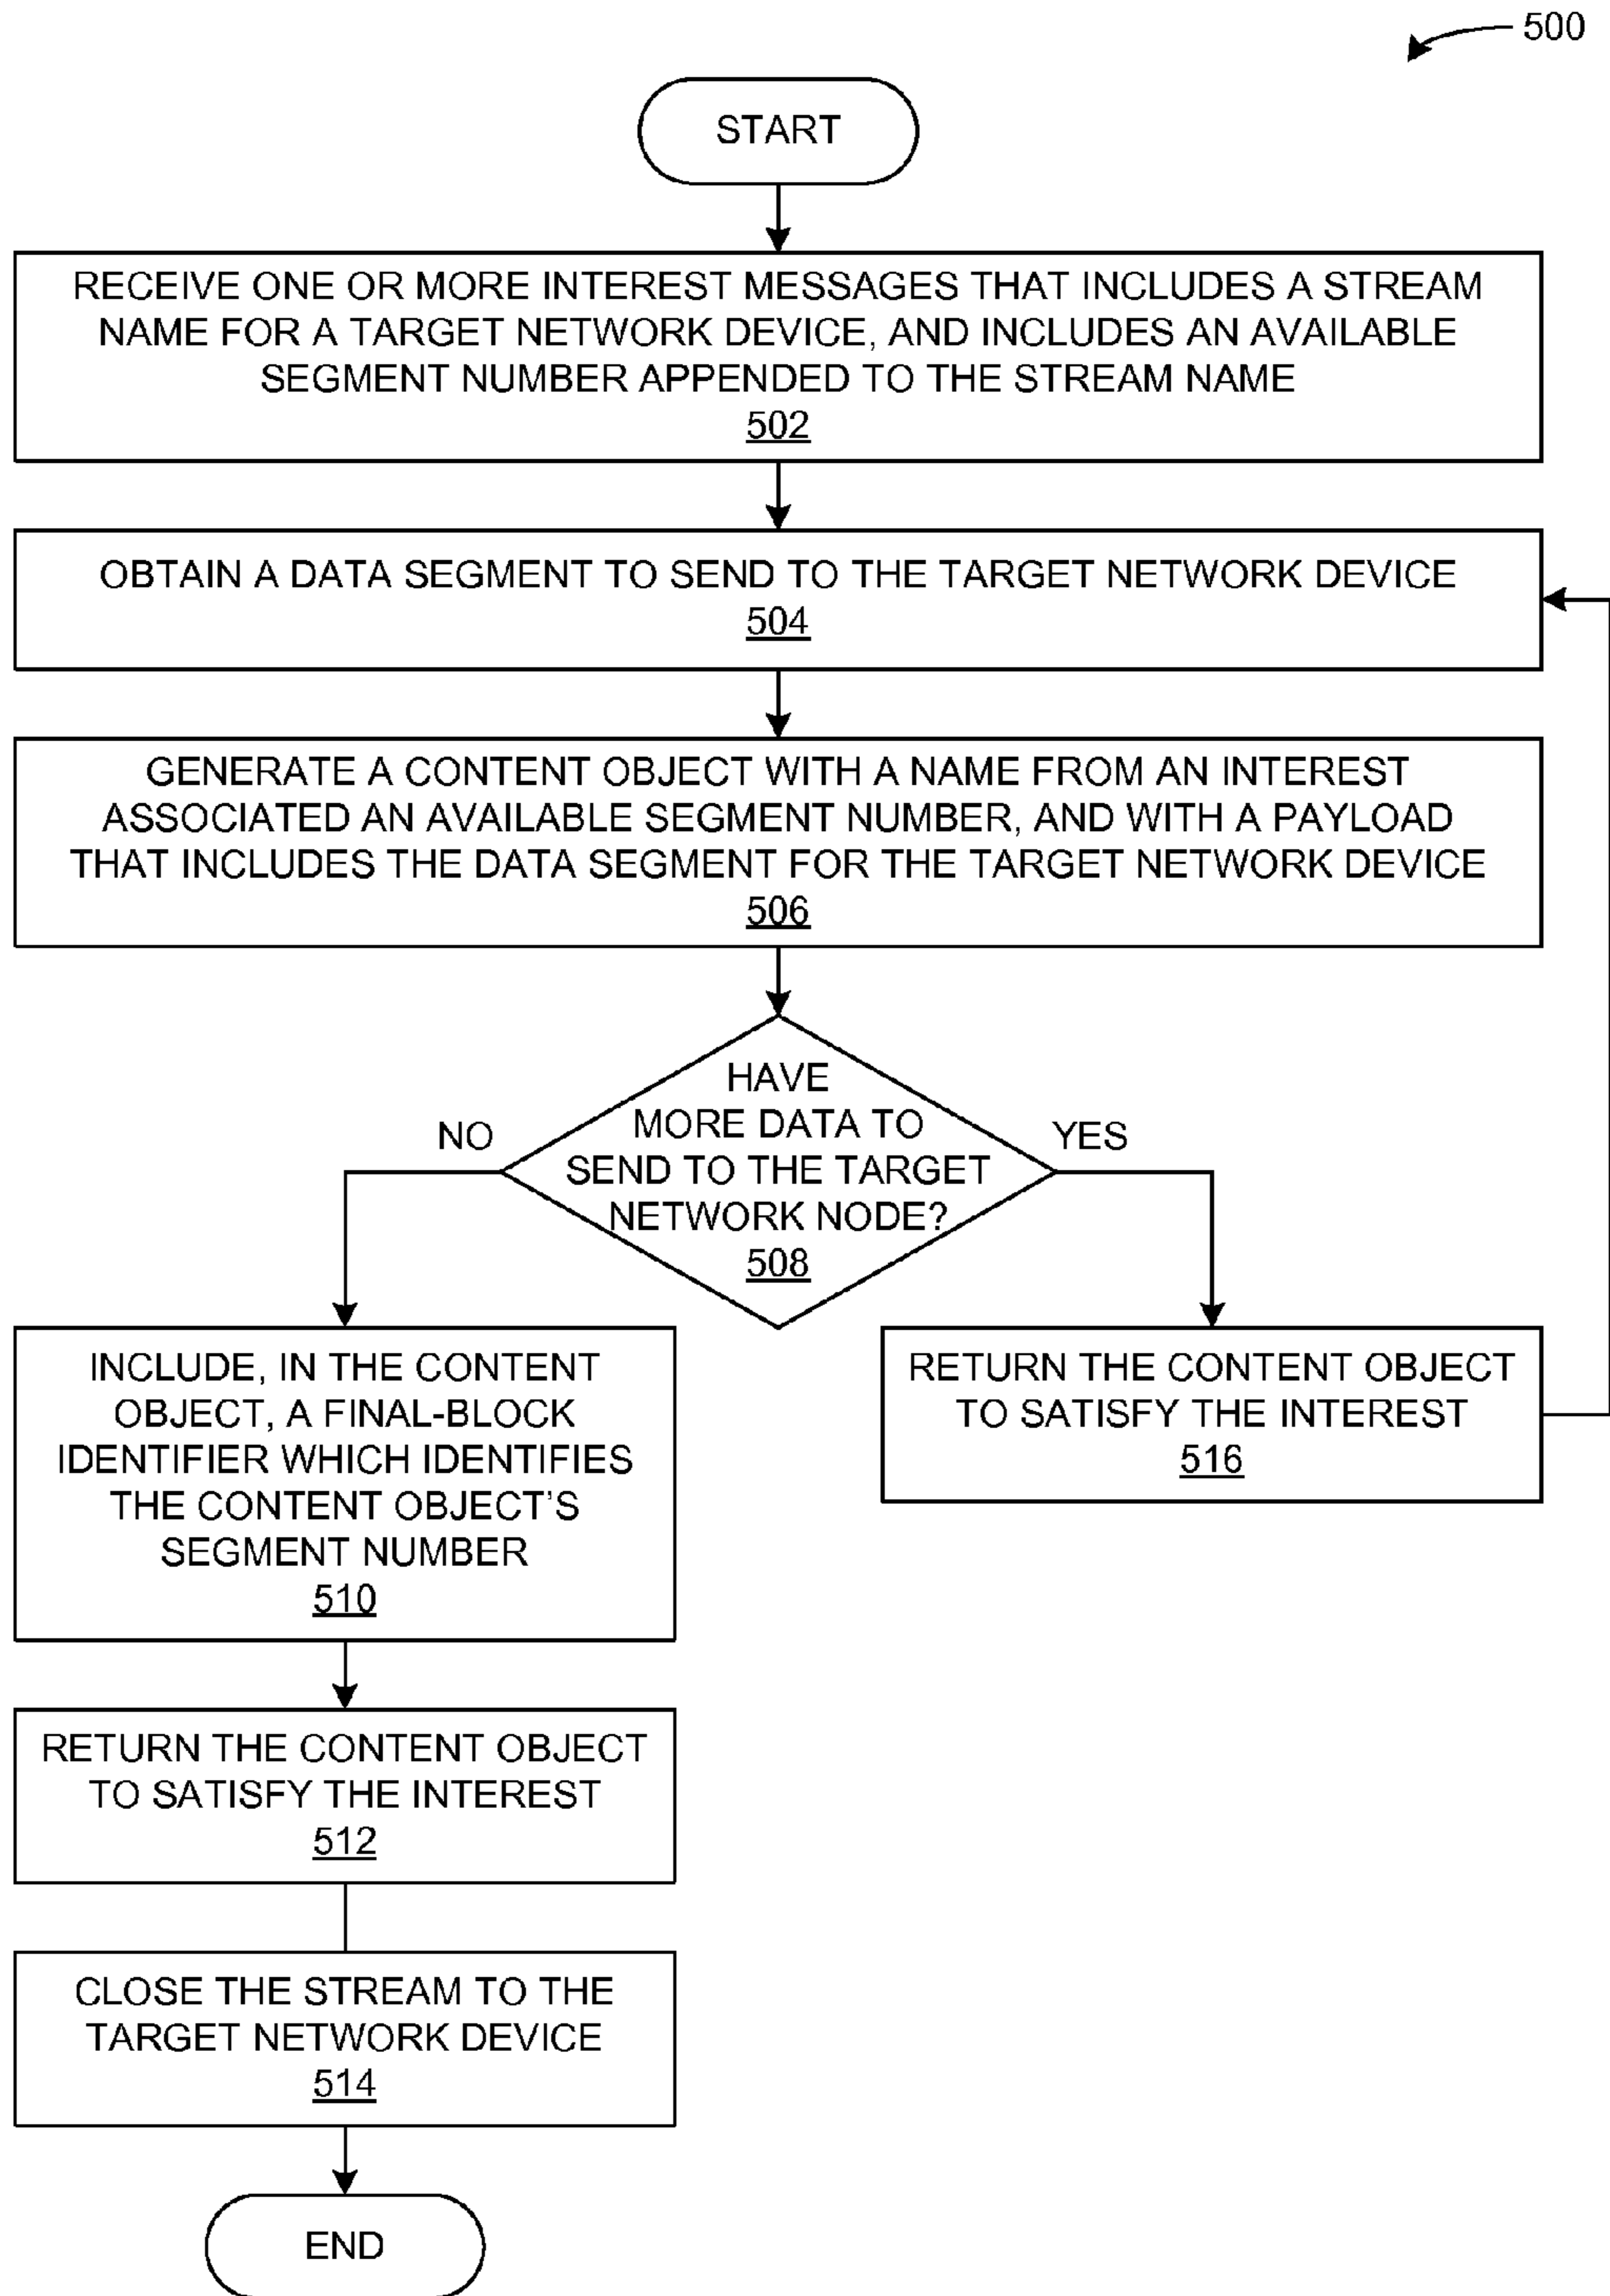 500
START
RECEIVE ONE OR MORE INTEREST MESSAGES THAT INCLUDES A STREAM
NAME FOR A TARGET NETWORK DEVICE, AND INCLUDES AN AVAILABLE
SEGMENT NUMBER APPENDED TO THE STREAM NAME
502
OBTAIN A DATA SEGMENT TO SEND TO THE TARGET NETWORK DEVICE
504
GENERATE A CONTENT OBJECT WITH A NAME FROM AN INTEREST
ASSOCIATED AN AVAILABLE SEGMENT NUMBER, AND WITH A PAYLOAD
THAT INCLUDES THE DATA SEGMENT FOR THE TARGET NETWORK DEVICE
506
HAVE
MORE DATA TO
SEND TO THE TARGET
NETWORK NODE?
508
NO
YES
INCLUDE, IN THE CONTENT
OBJECT, A FINAL-BLOCK
IDENTIFIER WHICH IDENTIFIES
THE CONTENT OBJECT'S
SEGMENT NUMBER
510
RETURN THE CONTENT OBJECT
TO SATISFY THE INTEREST
516
RETURN THE CONTENT OBJECT
TO SATISFY THE INTEREST
512
CLOSE THE STREAM TO THE
TARGET NETWORK DEVICE
514
END